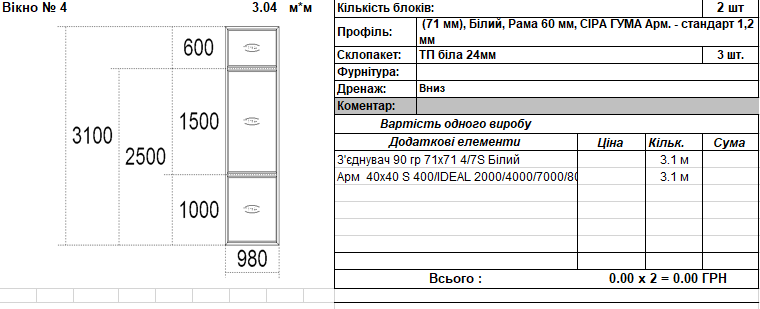 Вікно № 4 3.04 м*м
600
1500
3100
2500
1000
980
Кількість блоків: 2 шт
Профіль: (71 мм), Білий, Рама 60 мм, СІРА ГУМА Арм. - стандарт 1,2
мм
Склопакет: ТП біла 24мм 3 шт.
Фурнітура:
Дренаж: Вниз
Коментар:
Вартість одного виробу
Додаткові елементи Ціна Кільк. Сума
З'єднувач 90 гр 71х71 4/7S Білий 3.1 м
Арм 40х40 S 400/IDEAL 2000/4000/7000/80 3.1 м
Всього : 0.00 x 2 = 0.00 ГРН